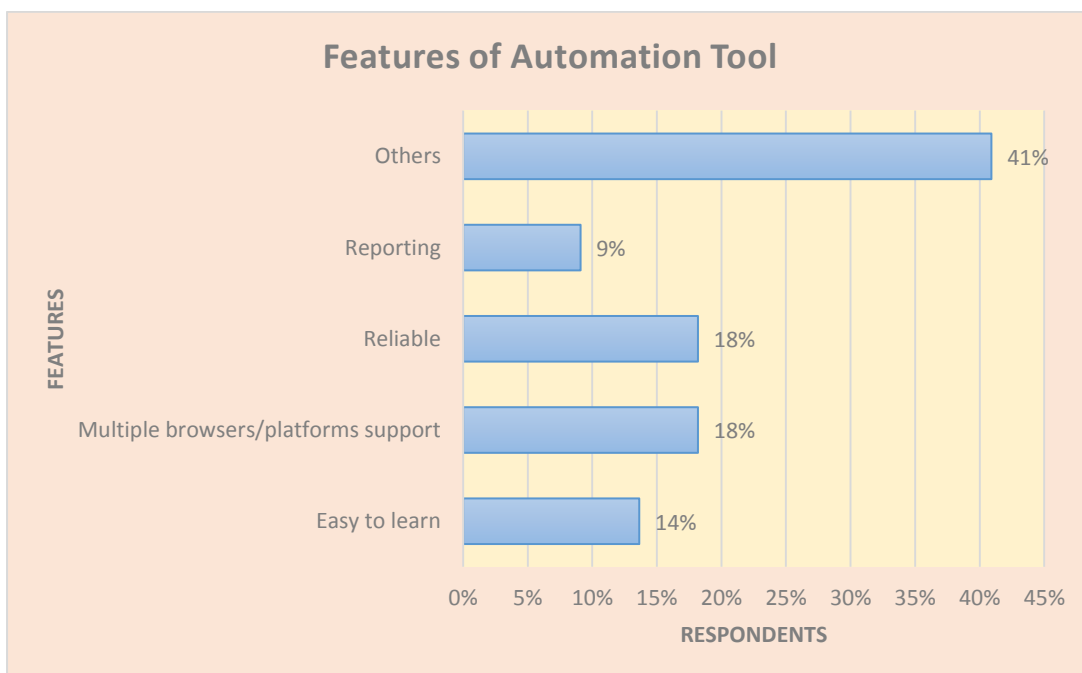 Features of Automation Tool
FEATURES
Others
41%
Reporting
9%
Reliable
18%
Multiple browsers/platforms support
18%
Easy to learn
14%
0% 5% 10% 15% 20% 25% 30% 35% 40% 45%
RESPONDENTS